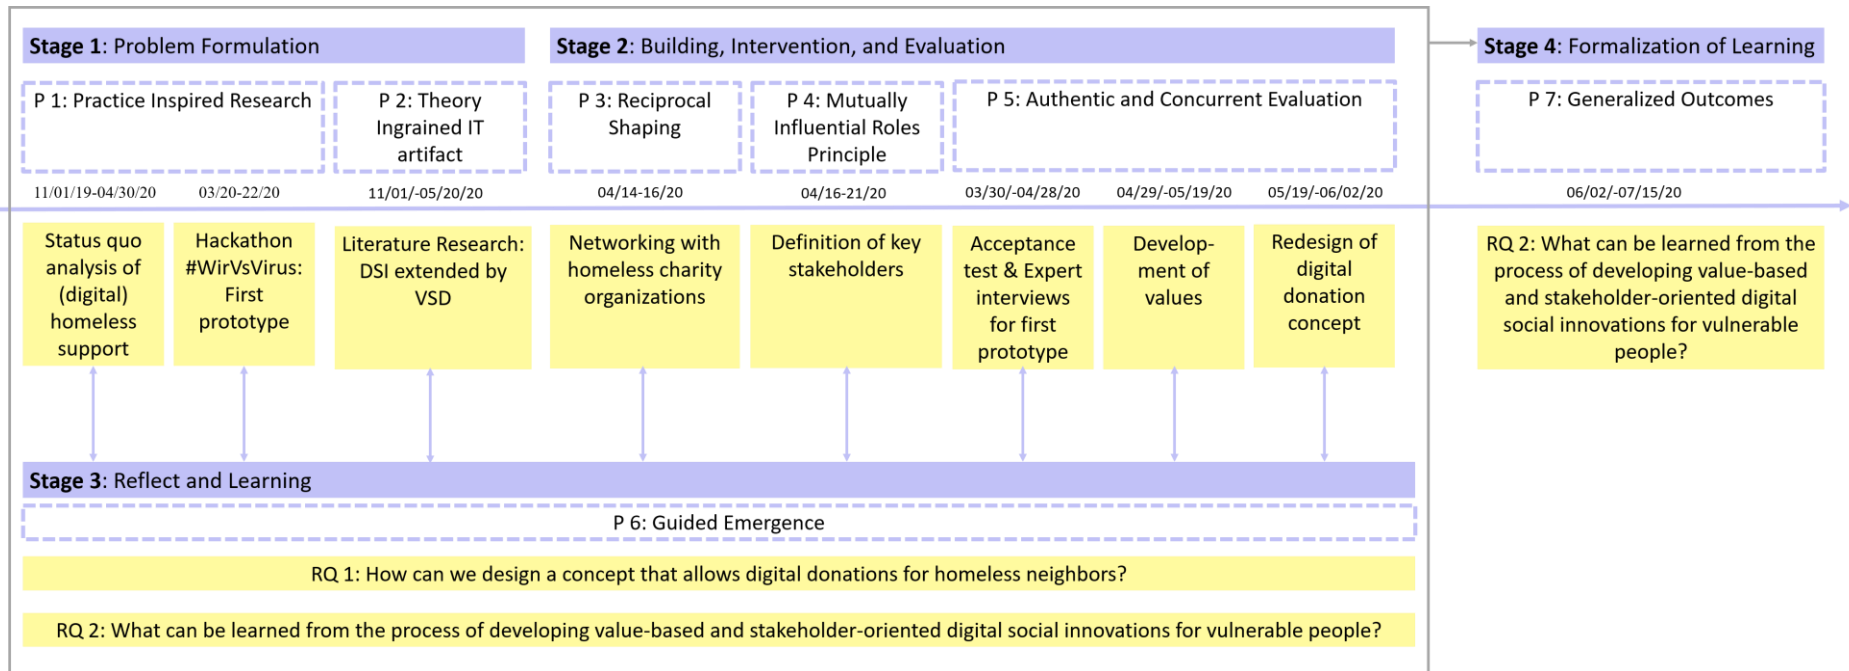 Stage 1: Problem Formulation
Stage 2: Building, Intervention, and Evaluation
Stage 4: Formalization of Learning
P 1: Practice Inspired Research
P 2: Theory
Ingrained IT
artifact
P 3: Reciprocal
Shaping
P 4: Mutually
Influential Roles
Principle
P 5: Authentic and Concurrent Evaluation
P 7: Generalized Outcomes
11/01/19-04/30/20
03/20-22/20
11/01/-05/20/20
04/14-16/20
04/16-21/20
03/30/-04/28/20
04/29/-05/19/20
05/19-06/02/20
06/02/-07/15/20
Status quo
analysis of
(digital)
homeless
support
Hackathon
#WirVsVirus:
First
prototype
Literature Research:
DSI extended by
VSD
Networking with
homeless charity
organizations
Definition of key
stakeholders
Acceptance
test & Expert
interviews
for first
prototype
Develop-
ment of
values
Redesign of
digital
donation
concept
RQ 2: What can be learned from the
process of developing value-based
and stakeholder-oriented digital
social innovations for vulnerable
people?
Stage 3: Reflect and Learning
P 6: Guided Emergence
RQ 1: How can we design a concept that allows digital donations for homeless neighbors?
RQ 2: What can be learned from the process of developing value-based and stakeholder-oriented digital social innovations for vulnerable people?